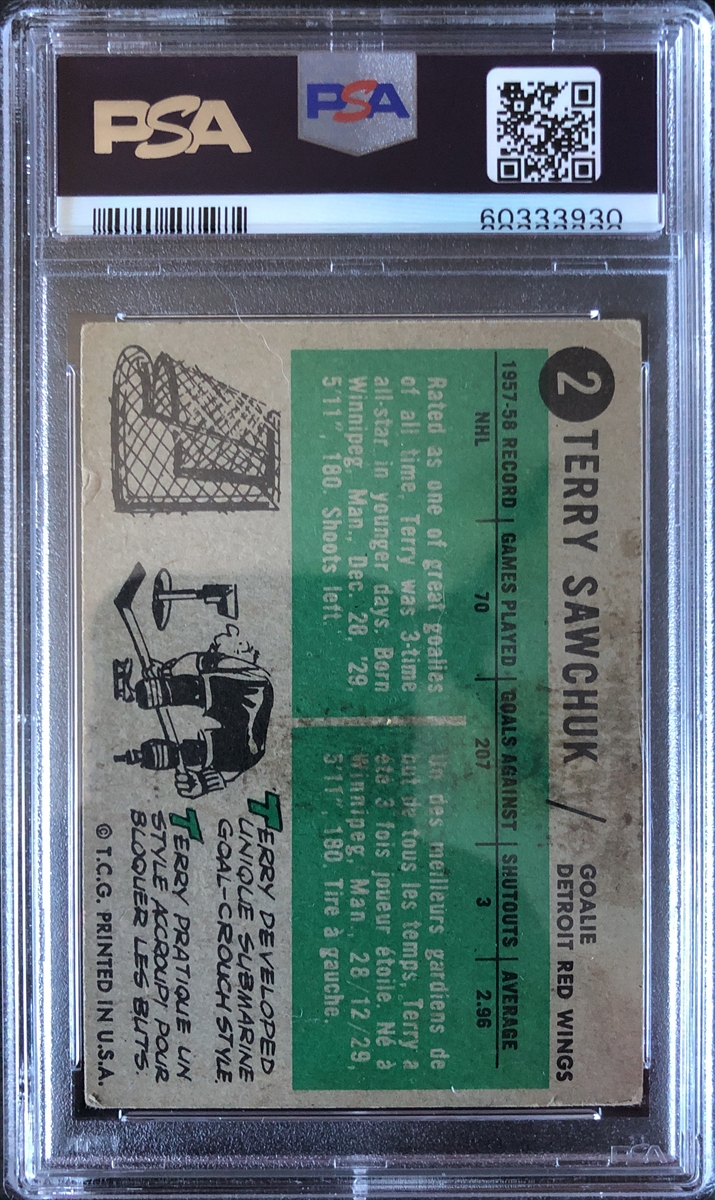 PSA
PSA
60333930
2 TERRY SAWCHUK / GOALIE
DETROIT RED WINGS
1957-58 RECORD | GAMES PLAYED | GOALS AGAINST | SHUTOUTS | AVERAGE
NHL 70 207 3 2.96
Rated as one of great goalies
of all time, Terry was 3-time
all-star in younger days. Born
Winnipeg, Man., Dec. 28 '29,
5'11", 180. Shoots left.
Un des meilleurs gardiens de
but de tous les temps, Terry a
été 3 fois joueur étoile. Né à
Winnipeg, Man., 28/12/29,
5'11", 180. Tire à gauche.
TERRY DEVELOPED
UNIQUE SUBMARINE
GOAL-CROUCH STYLE.
TERRY PRATIQUE UN
STYLE ACCROUPI POUR
BLOQUER LES BUTS.
© T.C.G. PRINTED IN U.S.A.
PSA